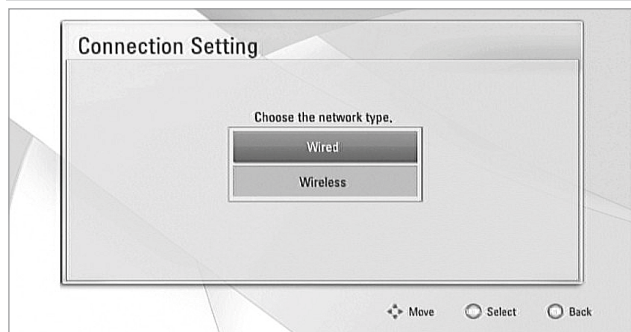 Connection Setting
Choose the network type.
Wired
Wireless
Move Select Back